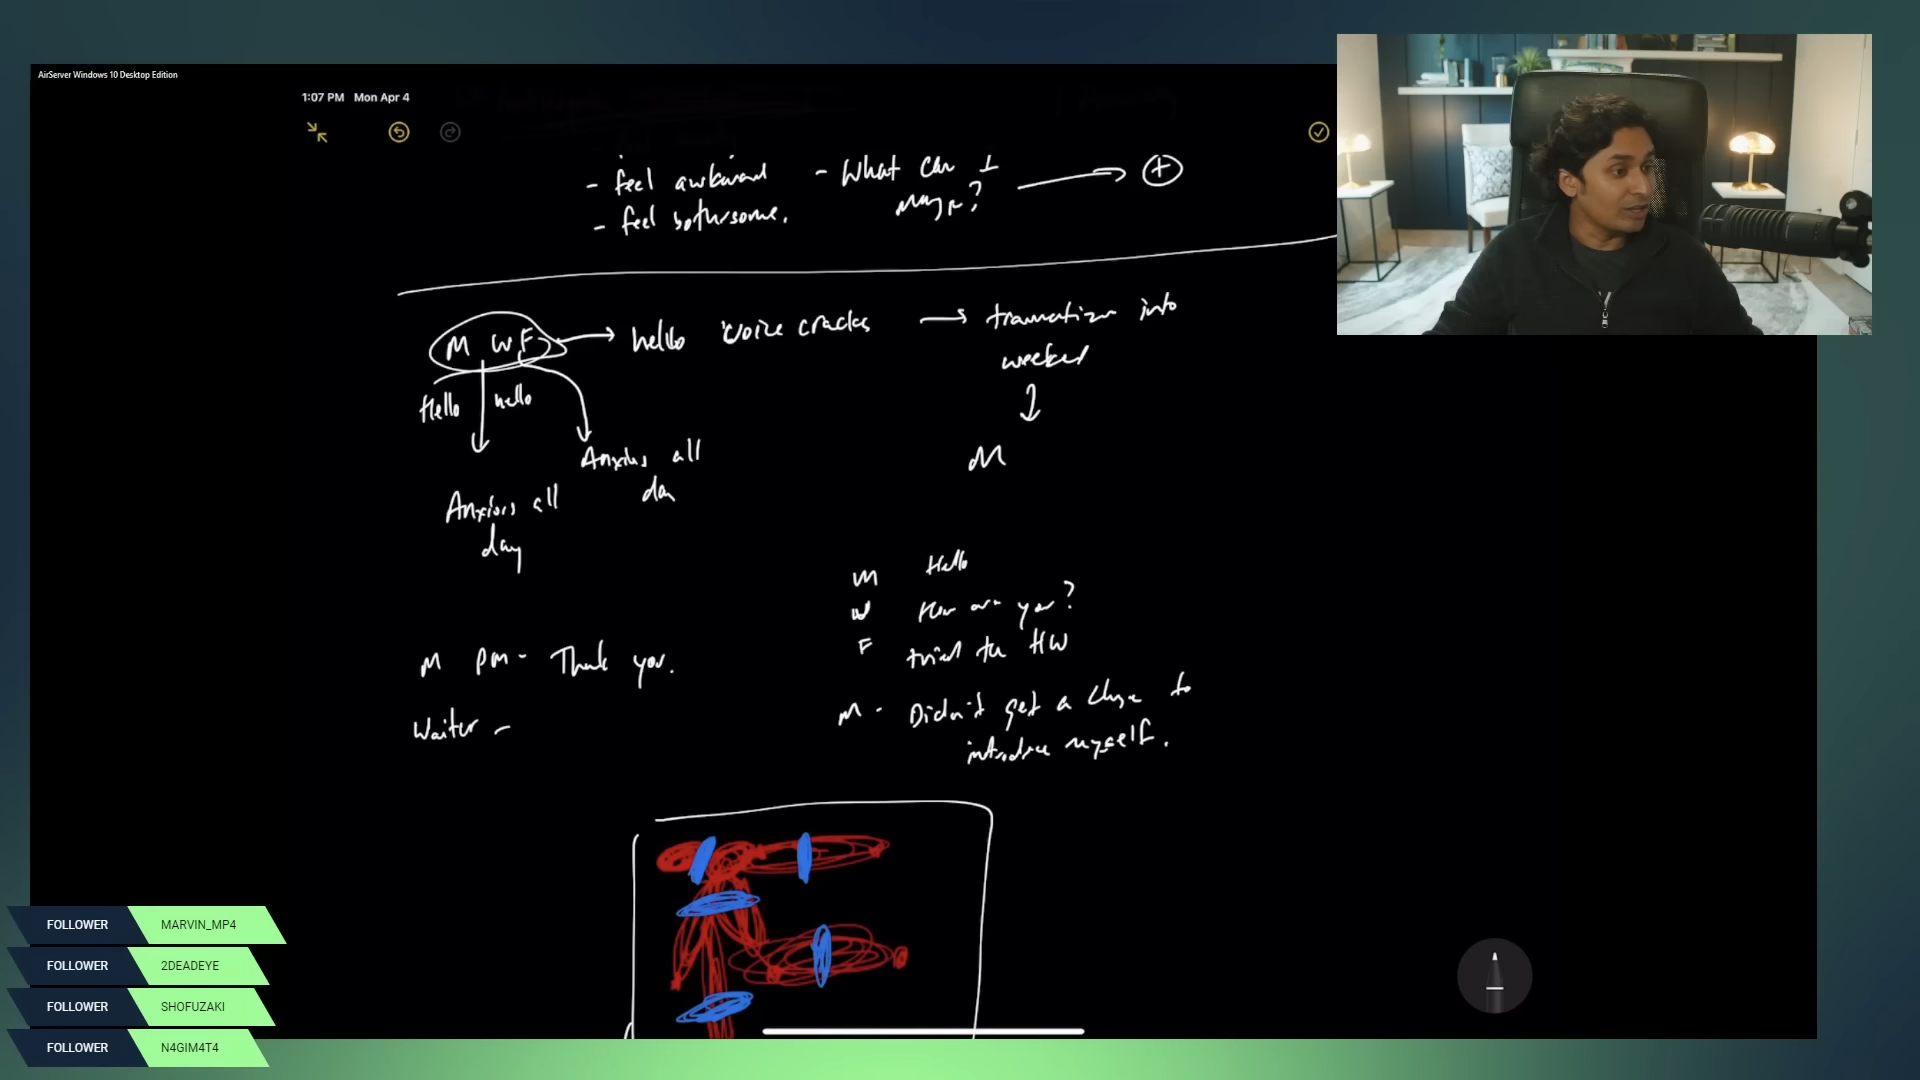 AirServer Windows 10 Desktop Edition
1:07 PM Mon Apr 4
- feel awkward
- feel bothersome.
- What can I
M W F
hello voice cracks
into
Hello
hello
Anxious all
day
Anxious all
day
M
M Hello
W How are you?
F tried the HW
M - Didn't get a chance to
introduce myself.
M pm - Thank you.
Waiter -
FOLLOWER MARVIN_MP4
FOLLOWER 2DEADEYE
FOLLOWER SHOFUZAKI
FOLLOWER N4GIM4T4